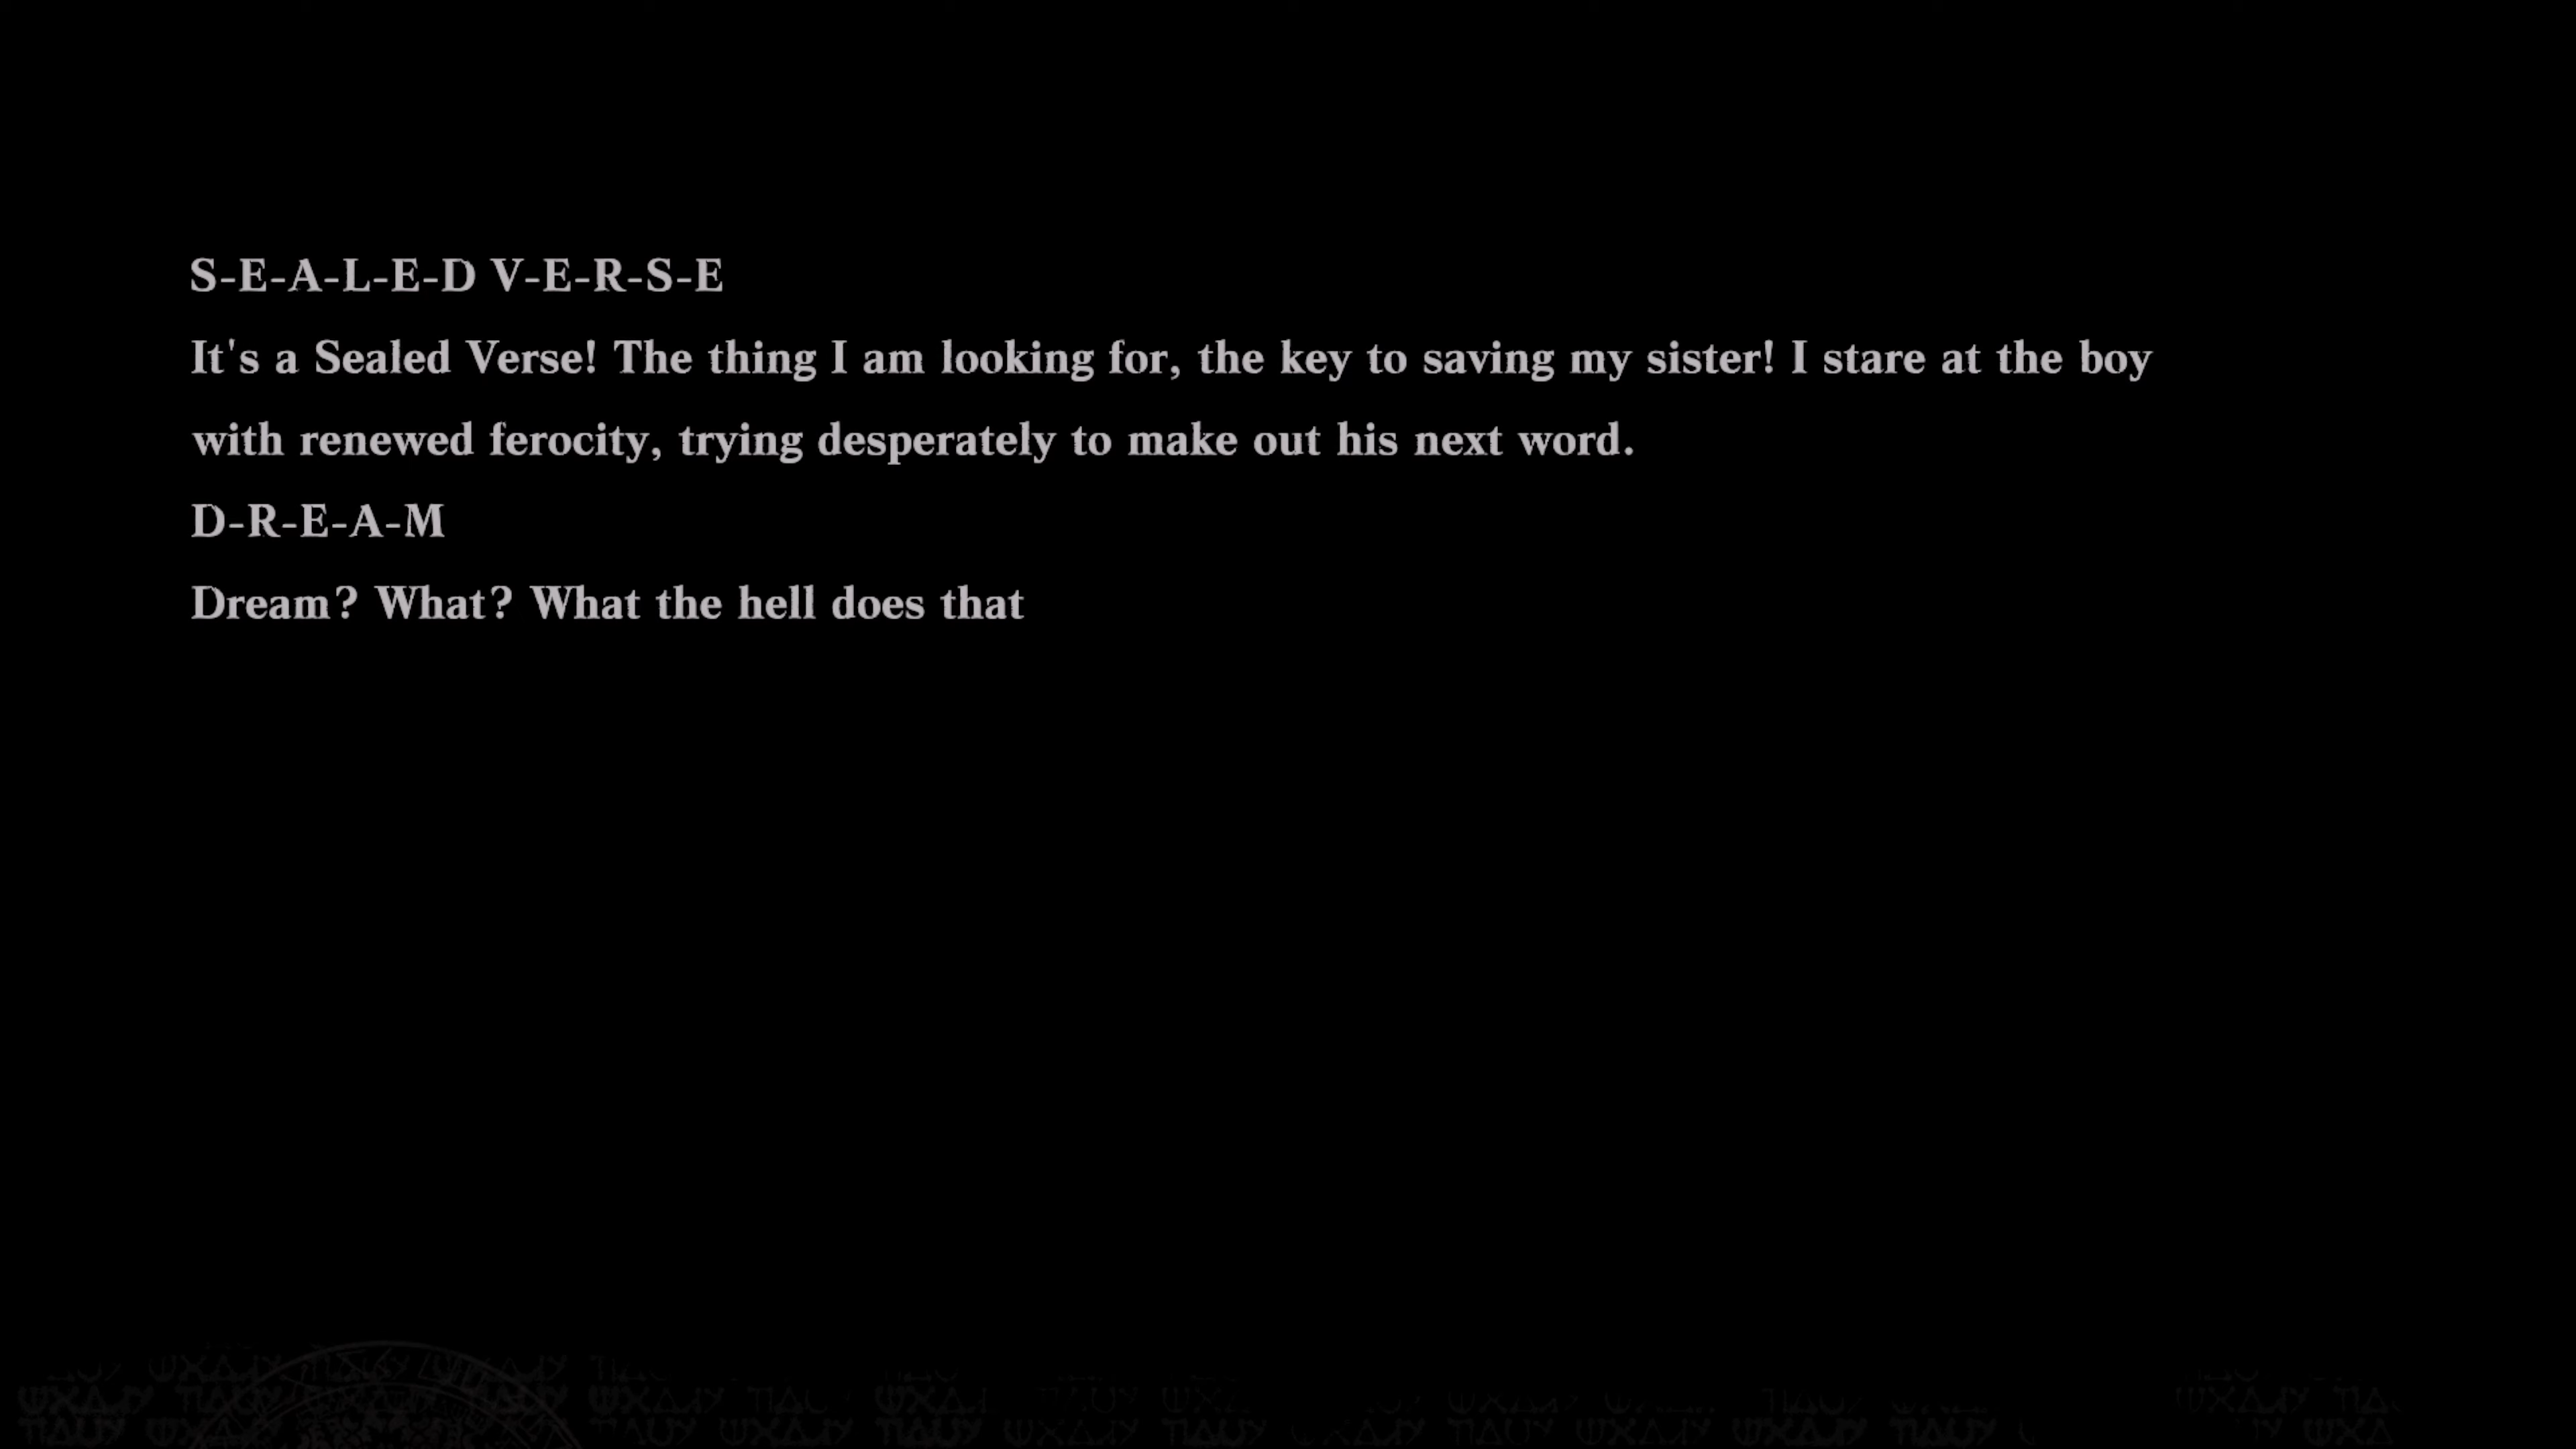 S-E-A-L-E-D V-E-R-S-E
It's a Sealed Verse! The thing I am looking for, the key to saving my sister! I stare at the boy
with renewed ferocity, trying desperately to make out his next word.
D-R-E-A-M
Dream? What? What the hell does that